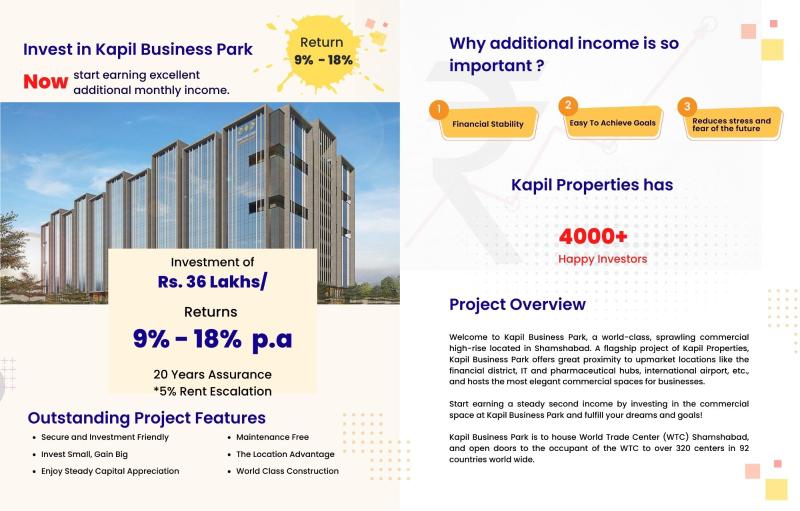 Invest in Kapil Business Park
Return
9% - 18%
Now start earning excellent
additional monthly income.
Investment of
Rs. 36 Lakhs/
Returns
9% - 18% p.a
20 Years Assurance
*5% Rent Escalation
Outstanding Project Features
• Secure and Investment Friendly
• Invest Small, Gain Big
• Enjoy Steady Capital Appreciation
• Maintenance Free
• The Location Advantage
• World Class Construction
Why additional income is so
important ?
1
Financial Stability
2
Easy To Achieve Goals
3
Reduces stress and
fear of the future
Kapil Properties has
4000+
Happy Investors
Project Overview
Welcome to Kapil Business Park, a world-class, sprawling commercial
high-rise located in Shamshabad. A flagship project of Kapil Properties,
Kapil Business Park offers great proximity to upmarket locations like the
financial district, IT and pharmaceutical hubs, international airport, etc.,
and hosts the most elegant commercial spaces for businesses.
Start earning a steady second income by investing in the commercial
space at Kapil Business Park and fulfill your dreams and goals!
Kapil Business Park is to house World Trade Center (WTC) Shamshabad,
and open doors to the occupant of the WTC to over 320 centers in 92
countries world wide.